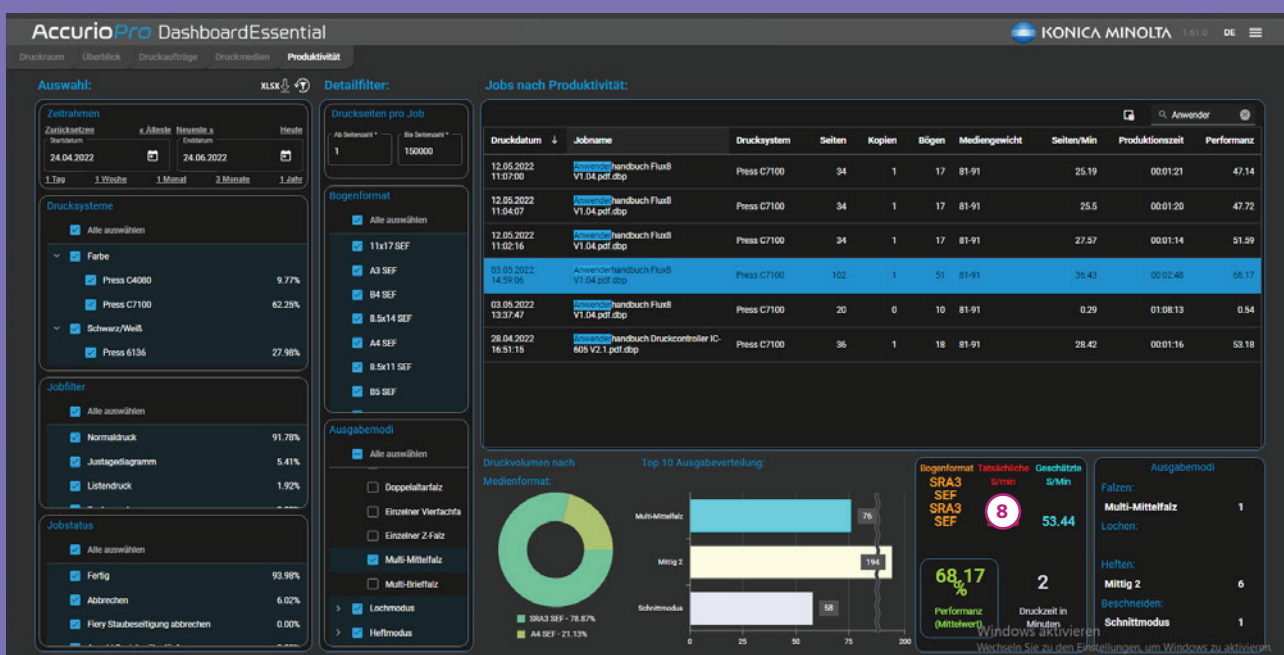 AccurioPro DashboardEssential
KONICA MINOLTA 1.61.0 DE
Druckraum Überblick Druckaufträge Druckmedien Produktivität
Auswahl: XLSX
Zeitrahmen
Zurücksetzen « Älteste Neueste » Heute
Startdatum Enddatum
24.04.2022 24.06.2022
1 Tag 1 Woche 1 Monat 3 Monate 1 Jahr
Drucksysteme
Alle auswählen
Farbe
Press C4080 9.77%
Press C7100 62.25%
Schwarz/Weiß
Press 6136 27.98%
Jobfilter
Alle auswählen
Normaldruck 91.78%
Justagediagramm 5.41%
Listendruck 1.92%
Jobstatus
Alle auswählen
Fertig 93.98%
Abbrechen 6.02%
Fiery Staubeseitigung abbrechen 0.00%
Detailfilter:
Druckseiten pro Job
Ab Seitenzahl * Bis Seitenzahl *
1 150000
Bogenformat
Alle auswählen
11x17 SEF
A3 SEF
B4 SEF
8.5x14 SEF
A4 SEF
8.5x11 SEF
B5 SEF
Ausgabemodi
Alle auswählen
Doppelaltarfalz
Einzelner Vierfachfa
Einzelner Z-Falz
Multi-Mittelfalz
Multi-Brieffalz
Lochmodus
Heftmodus
Jobs nach Produktivität:
Anwender
Druckdatum Jobname Drucksystem Seiten Kopien Bögen Mediengewicht Seiten/Min Produktionszeit Performanz
12.05.2022 Anwenderhandbuch Flux8
11:07:00 V1.04.pdf.dbp Press C7100 34 1 17 81-91 25.19 00:01:21 47.14
12.05.2022 Anwenderhandbuch Flux8
11:04:07 V1.04.pdf.dbp Press C7100 34 1 17 81-91 25.5 00:01:20 47.72
12.05.2022 Anwenderhandbuch Flux8
11:02:16 V1.04.pdf.dbp Press C7100 34 1 17 81-91 27.57 00:01:14 51.59
03.05.2022 Anwenderhandbuch Flux8
14:59:06 V1.04.pdf.dbp Press C7100 102 1 51 81-91 36.43 00:02:48 68.17
03.05.2022 Anwenderhandbuch Flux8
13:37:47 V1.04.pdf.dbp Press C7100 20 0 10 81-91 0.29 01:08:13 0.54
28.04.2022 Anwenderhandbuch Druckcontroller IC-
16:51:15 605 V2.1.pdf.dbp Press C7100 36 1 18 81-91 28.42 00:01:16 53.18
Druckvolumen nach
Medienformat:
SRA3 SEF - 78.87%
A4 SEF - 21.13%
Top 10 Ausgabeverteilung:
Multi-Mittelfalz 76
Mittig 2 194
Schnittmodus 58
0 25 50 75 200
Bogenformat Tatsächliche Geschätzte
S/min S/Min
SRA3
SEF
SRA3
SEF
8
53.44
68,17
%
Performanz
(Mittelwert)
2
Druckzeit in
Minuten
Ausgabemodi
Falzen:
Multi-Mittelfalz 1
Lochen:
Heften:
Mittig 2 6
Beschneiden:
Schnittmodus 1
Windows aktivieren
Wechseln Sie zu den Einstellungen, um Windows zu aktivieren.